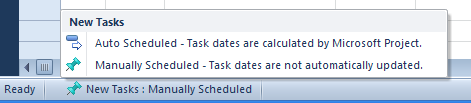 New Tasks
Auto Scheduled - Task dates are calculated by Microsoft Project.
Manually Scheduled - Task dates are not automatically updated.
Ready
New Tasks : Manually Scheduled